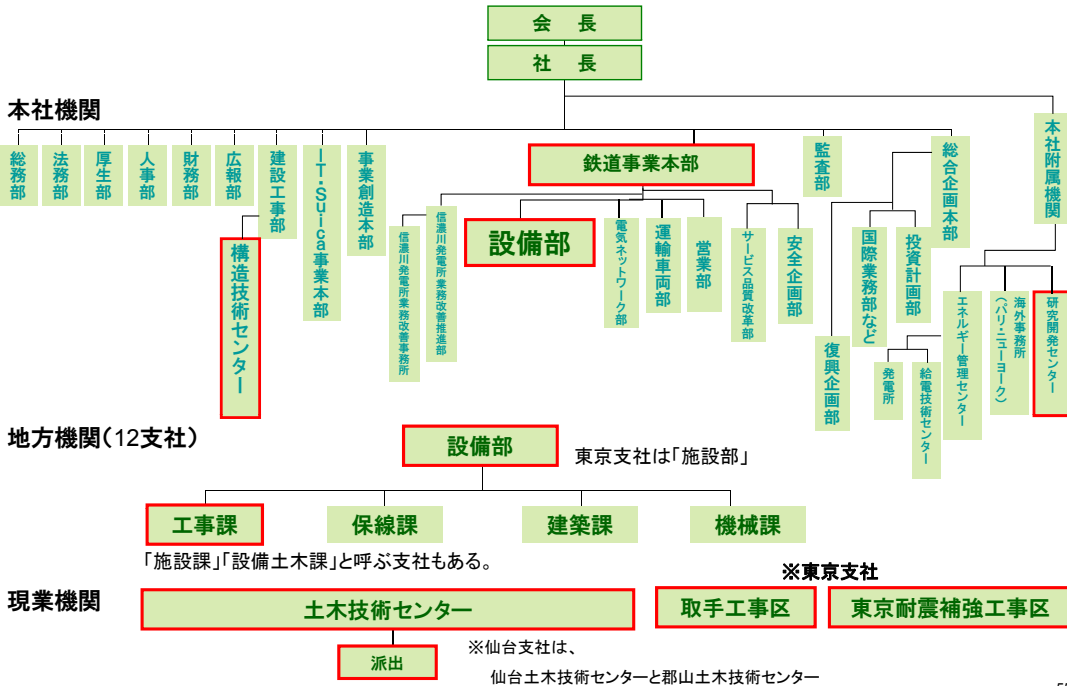 会　長
社　長
本社機関
総務部
法務部
厚生部
人事部
財務部
広報部
建設工事部
IT・Suica事業本部
事業創造本部
鉄道事業本部
監査部
総合企画本部
本社附属機関
構造技術センター
信濃川発電所業務改善事務所
信濃川発電所業務改善推進部
設備部
電気ネットワーク部
運輸車両部
営業部
サービス品質改革部
安全企画部
復興企画部
国際業務部など
投資計画部
発電所
給電技術センター
エネルギー管理センター
海外事務所
（パリ・ニューヨーク）
研究開発センター
地方機関（12支社）
設備部
東京支社は「施設部」
工事課
保線課
建築課
機械課
「施設課」「設備土木課」と呼ぶ支社もある。
※東京支社
現業機関
土木技術センター
取手工事区
東京耐震補強工事区
派出
※仙台支社は、
仙台土木技術センターと郡山土木技術センター